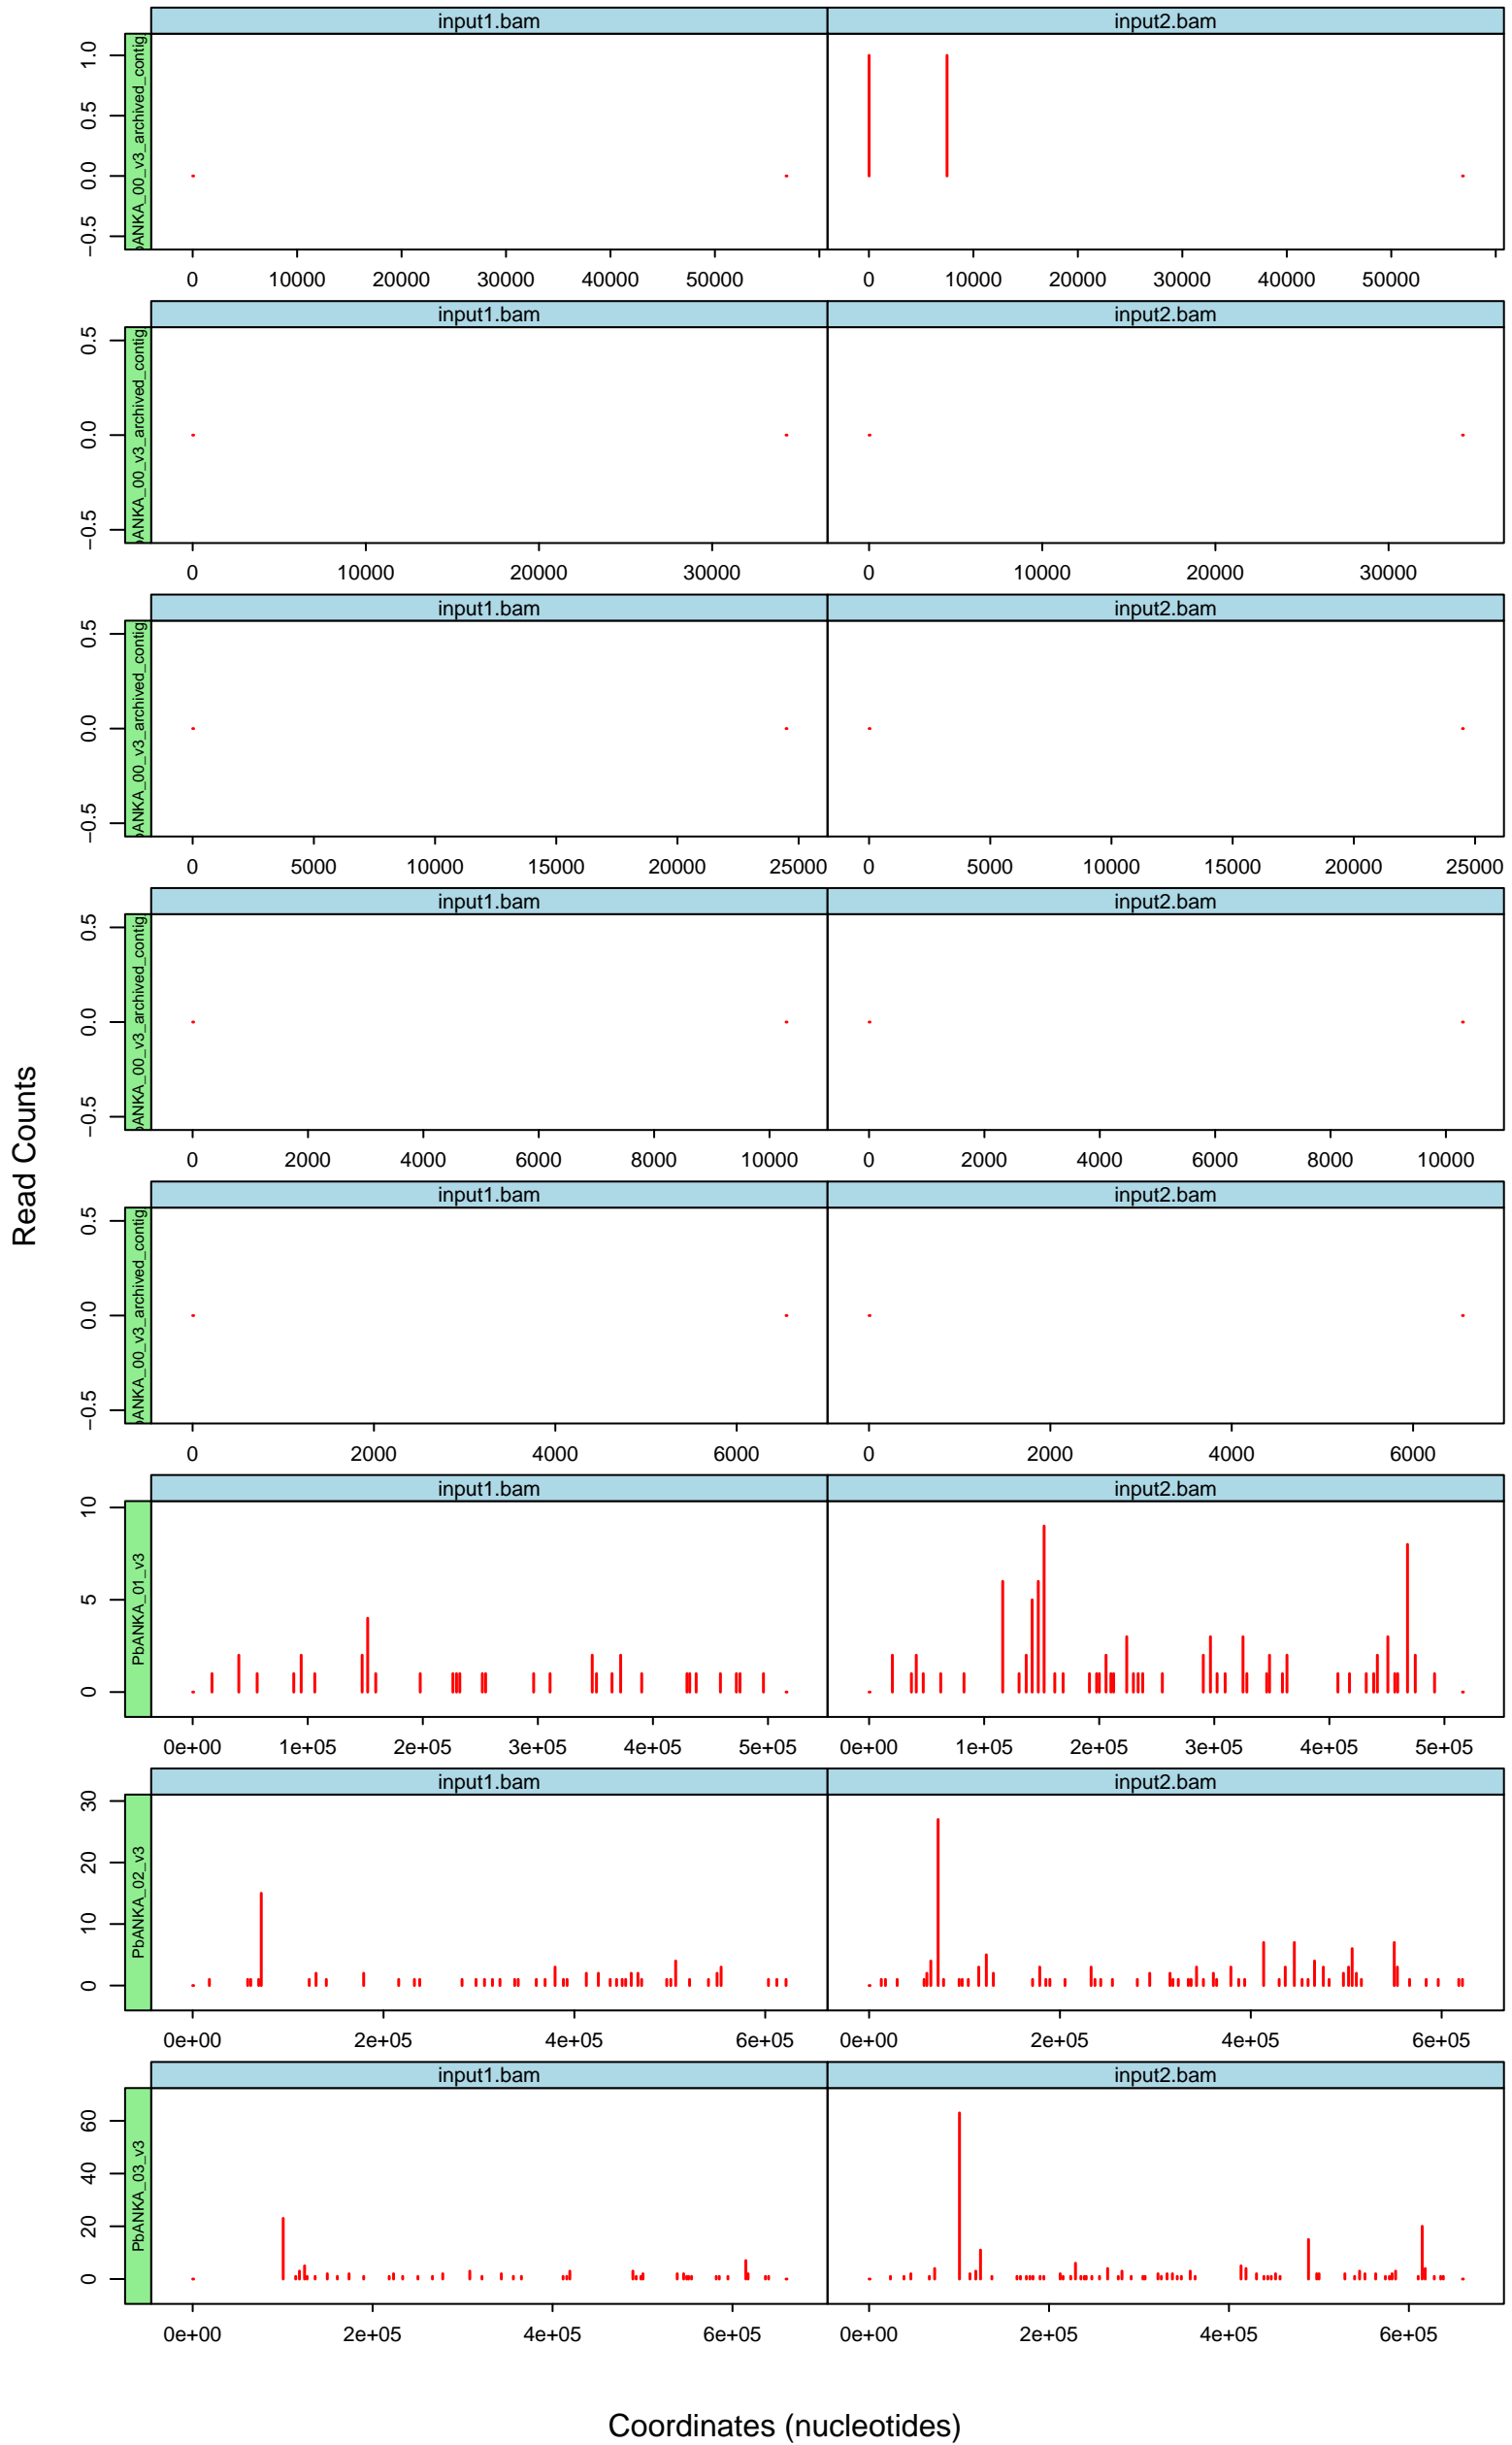 input1.bam input2.bam
1.0
0.5
0.0
−0.5
ANKA_00_v3_archived_contig
0 10000 20000 30000 40000 50000 0 10000 20000 30000 40000 50000
input1.bam input2.bam
0.5
0.0
−0.5
ANKA_00_v3_archived_contig
0 10000 20000 30000 0 10000 20000 30000
input1.bam input2.bam
0.5
0.0
−0.5
ANKA_00_v3_archived_contig
0 5000 10000 15000 20000 25000 0 5000 10000 15000 20000 25000
input1.bam input2.bam
0.5
0.0
−0.5
ANKA_00_v3_archived_contig
0 2000 4000 6000 8000 10000 0 2000 4000 6000 8000 10000
Read Counts
input1.bam input2.bam
0.5
0.0
−0.5
ANKA_00_v3_archived_contig
0 2000 4000 6000 0 2000 4000 6000
input1.bam input2.bam
10
5
0
PbANKA_01_v3
0e+00 1e+05 2e+05 3e+05 4e+05 5e+05 0e+00 1e+05 2e+05 3e+05 4e+05 5e+05
input1.bam input2.bam
30
20
10
0
PbANKA_02_v3
0e+00 2e+05 4e+05 6e+05 0e+00 2e+05 4e+05 6e+05
input1.bam input2.bam
60
40
20
0
PbANKA_03_v3
0e+00 2e+05 4e+05 6e+05 0e+00 2e+05 4e+05 6e+05
Coordinates (nucleotides)